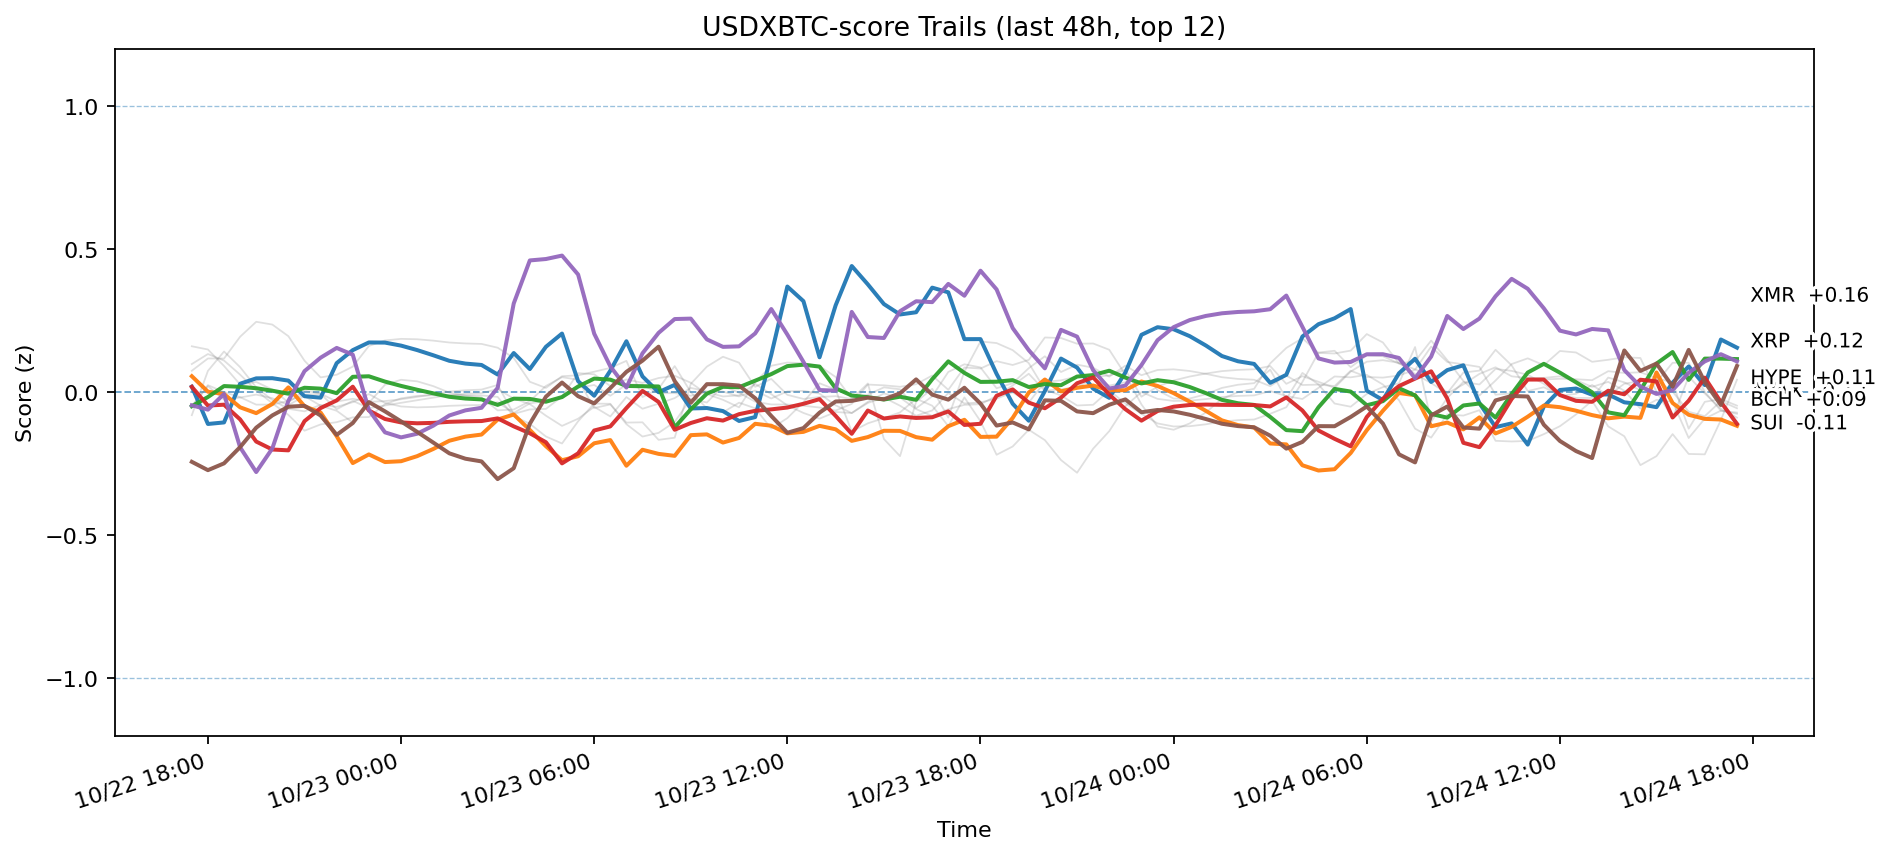 USDXBTC-score Trails (last 48h, top 12)
Score (z)
1.0
0.5
0.0
−0.5
−1.0
XMR +0.16
XRP +0.12
HYPE +0.11
BCH +0.09
SUI -0.11
10/22 18:00
10/23 00:00
10/23 06:00
10/23 12:00
10/23 18:00
10/24 00:00
10/24 06:00
10/24 12:00
10/24 18:00
Time